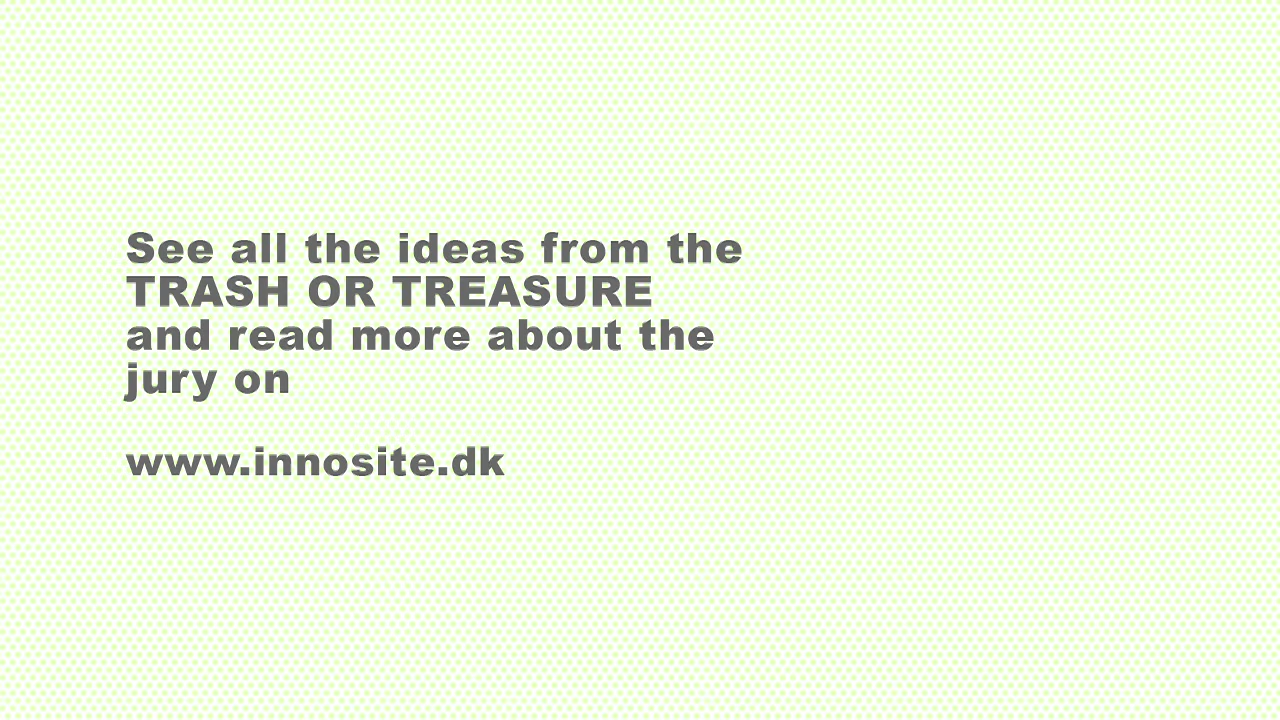 See all the ideas from the
TRASH OR TREASURE
and read more about the
jury on
www.innosite.dk